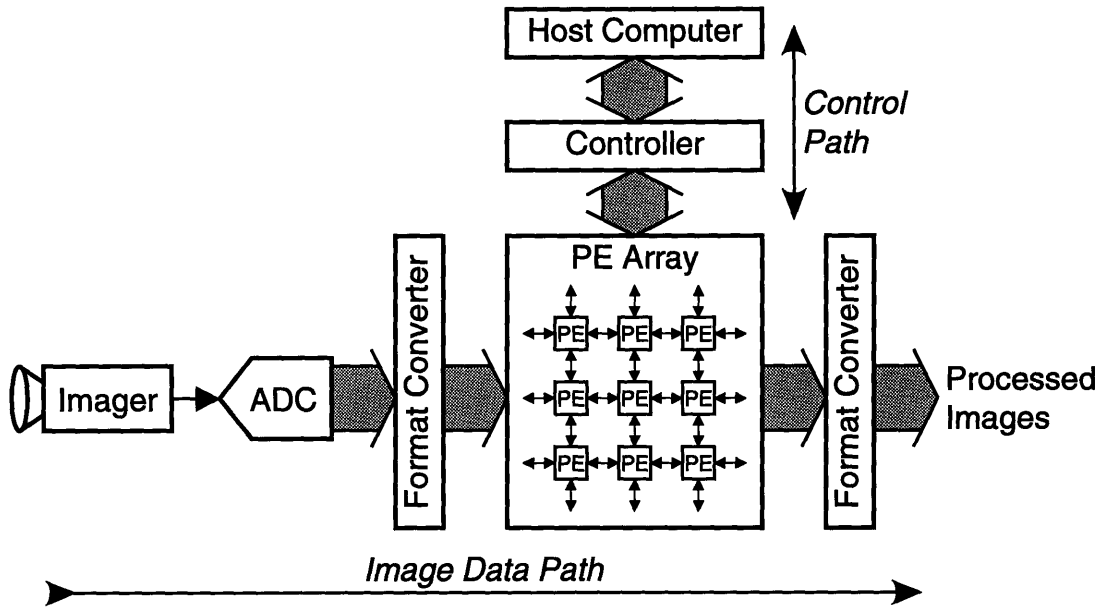 Host Computer
Control
Path
Controller
PE Array
Format Converter
PE PE PE
PE PE PE
PE PE PE
Format Converter
Imager
ADC
Processed
Images
Image Data Path